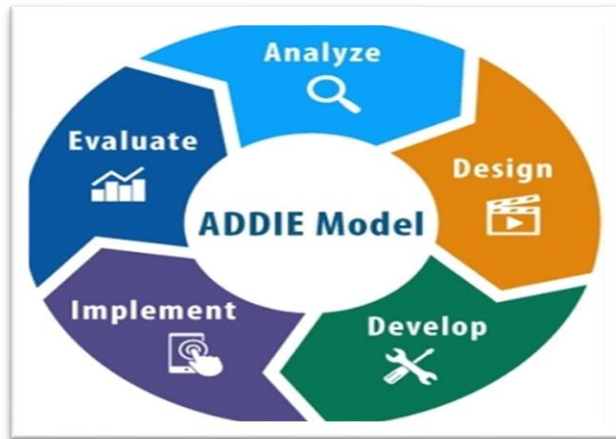 Analyze
Design
Develop
Implement
Evaluate
ADDIE Model